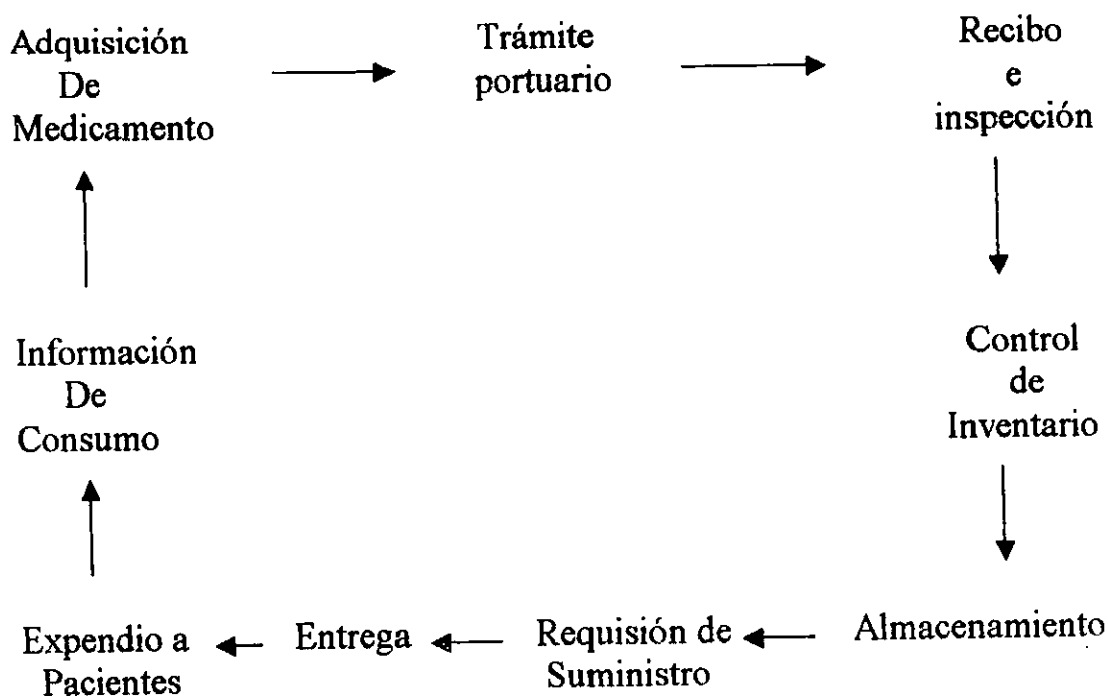 Adquisición
De
Medicamento
Trámite
portuario
Recibo
e
inspección
Control
de
Inventario
Almacenamiento
Requisión de
Suministro
Entrega
Expendio a
Pacientes
Información
De
Consumo